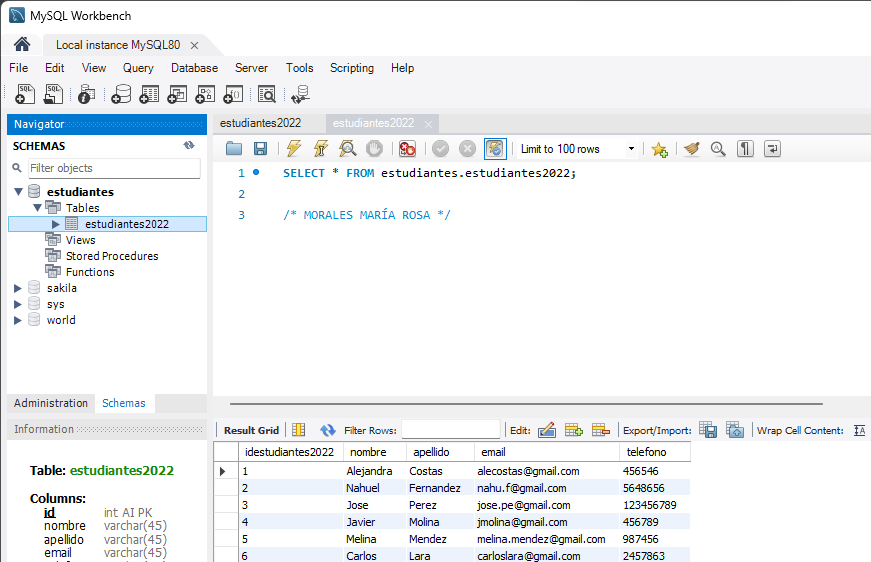 MySQL Workbench
Local instance MySQL80
File Edit View Query Database Server Tools Scripting Help
Navigator
SCHEMAS
Filter objects
estudiantes
Tables
estudiantes2022
Views
Stored Procedures
Functions
sakila
sys
world
Administration Schemas
Information
Table: estudiantes2022
Columns:
id int AI PK
nombre varchar(45)
apellido varchar(45)
email varchar(45)
estudiantes2022 estudiantes2022
Limit to 100 rows
1 SELECT * FROM estudiantes.estudiantes2022;
2
3 /* MORALES MARÍA ROSA */
Result Grid Filter Rows: Edit: Export/Import: Wrap Cell Content:
idestudiantes2022 nombre apellido email telefono
1 Alejandra Costas alecostas@gmail.com 456546
2 Nahuel Fernandez nahu.f@gmail.com 5648656
3 Jose Perez jose.pe@gmail.com 123456789
4 Javier Molina jmolina@gmail.com 456789
5 Melina Mendez melina.mendez@gmail.com 987456
6 Carlos Lara carloslara@gmail.com 2457863